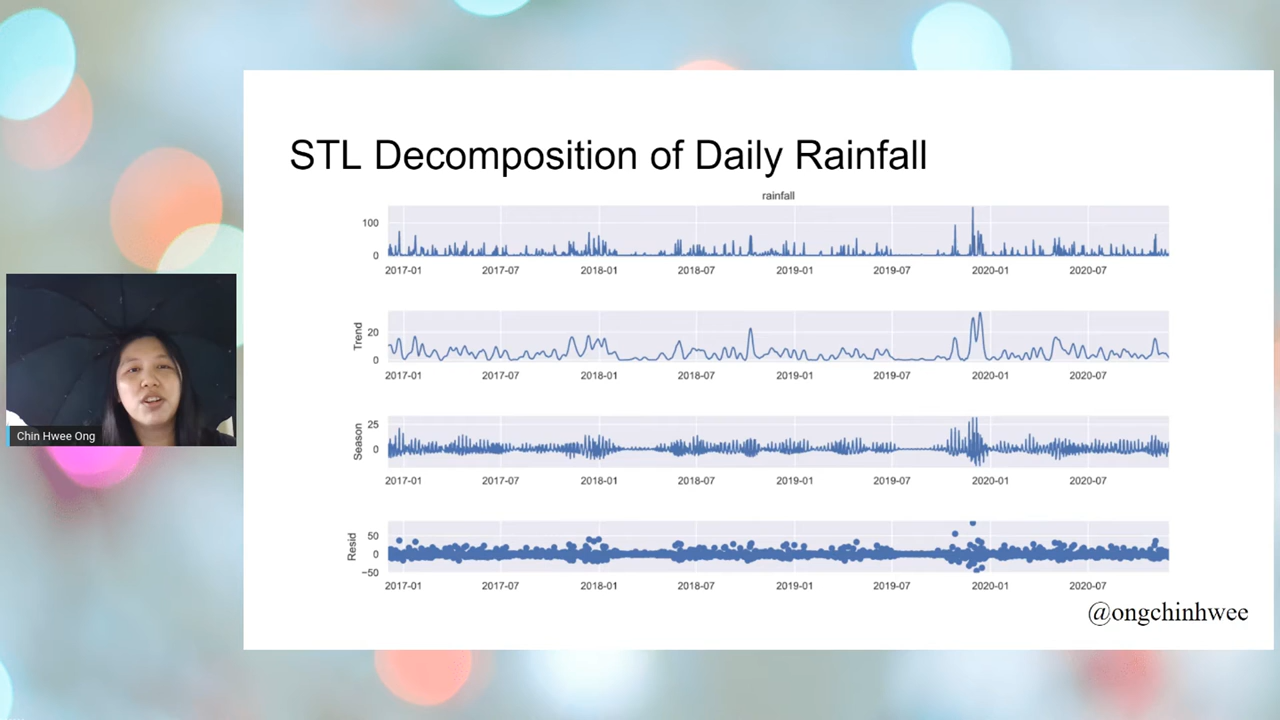 STL Decomposition of Daily Rainfall
rainfall
100
0
2017-01 2017-07 2018-01 2018-07 2019-01 2019-07 2020-01 2020-07
Trend
20
0
2017-01 2017-07 2018-01 2018-07 2019-01 2019-07 2020-01 2020-07
Season
25
0
2017-01 2017-07 2018-01 2018-07 2019-01 2019-07 2020-01 2020-07
Resid
50
0
−50
2017-01 2017-07 2018-01 2018-07 2019-01 2019-07 2020-01 2020-07
@ongchinhwee
Chin Hwee Ong